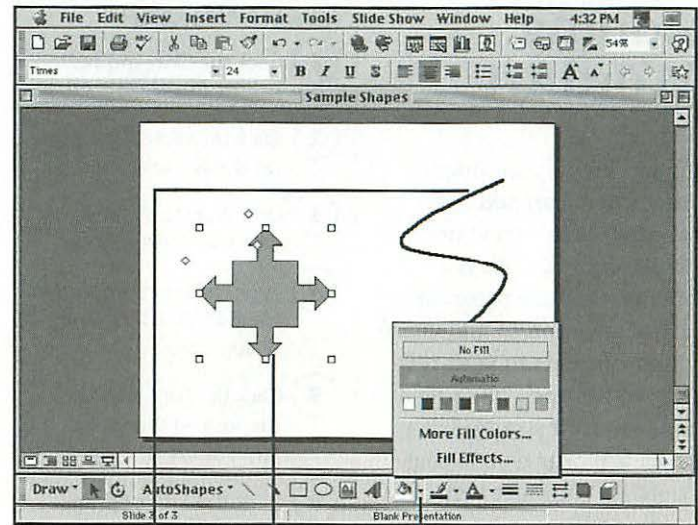 File Edit View Insert Format Tools Slide Show Window Help 4:32 PM
ABC 54%
Times 24 B I U S A A
Sample Shapes
No Fill
Automatic
More Fill Colors...
Fill Effects...
Draw AutoShapes A
Slide 3 of 3 Blank Presentation